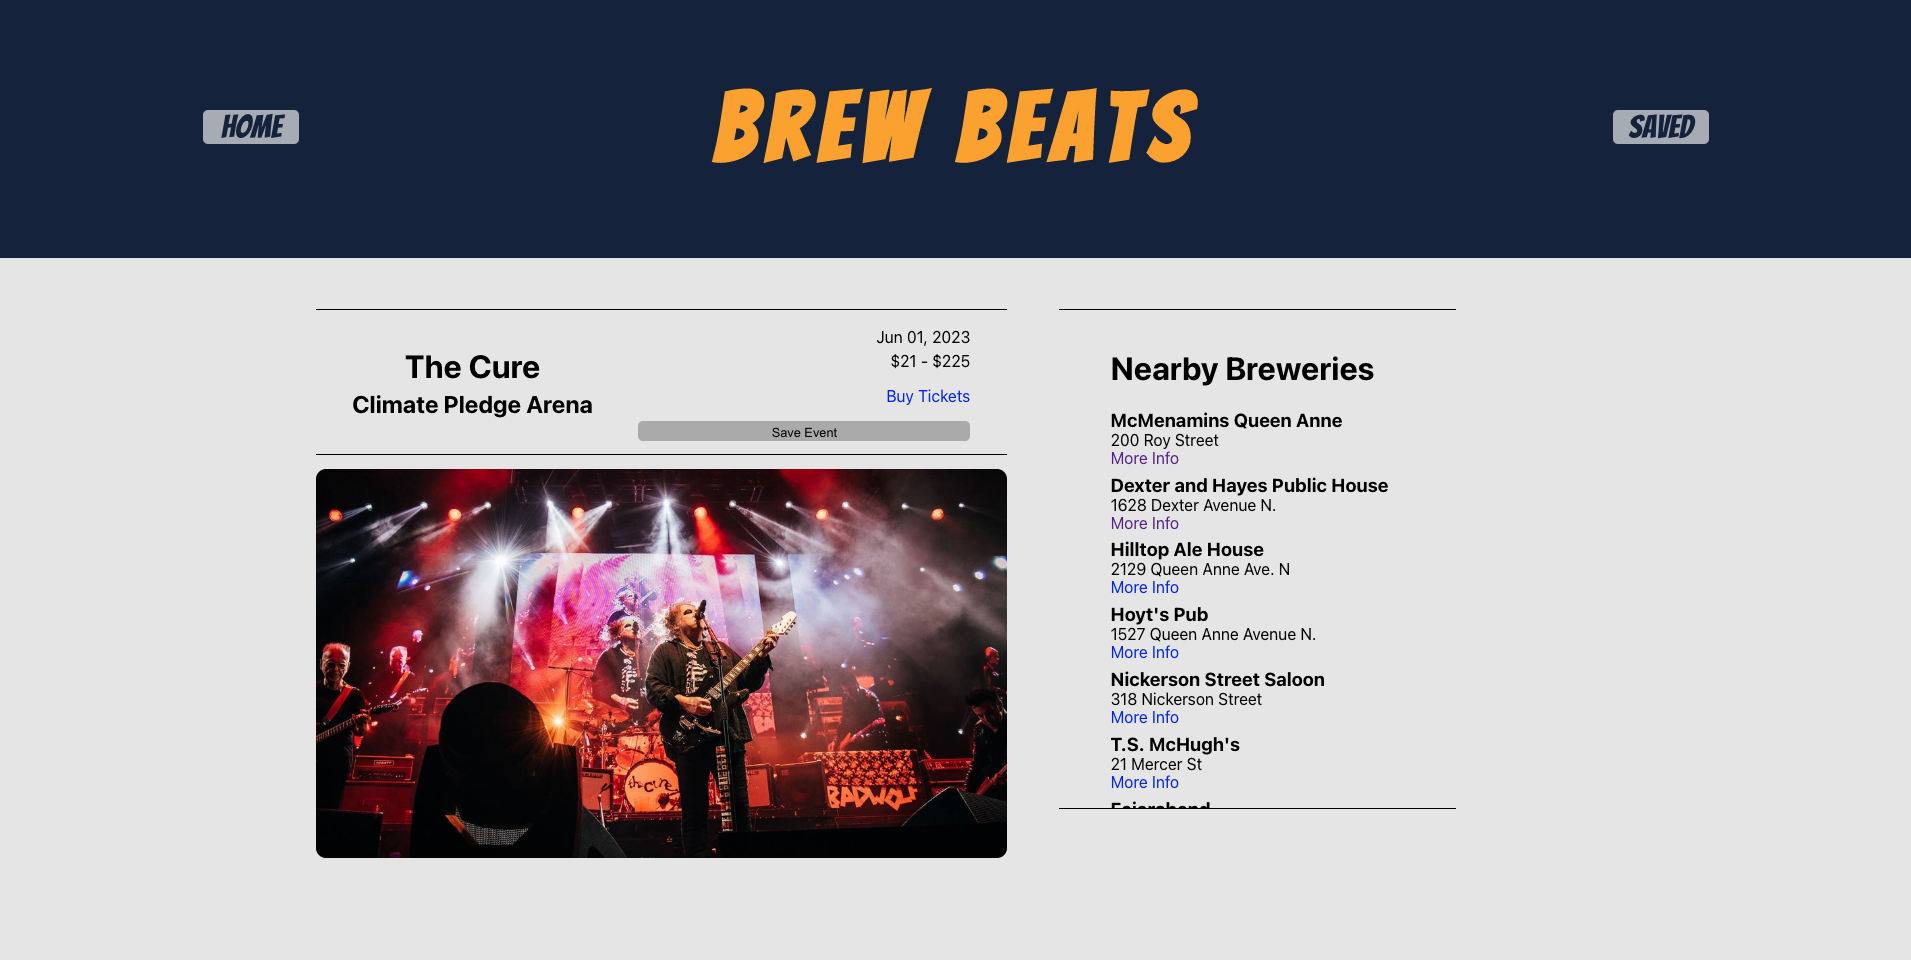 HOME
BREW BEATS
SAVED
The Cure
Climate Pledge Arena
Jun 01, 2023
$21 - $225
Buy Tickets
Save Event
the CURE
BADWOLF
Nearby Breweries
McMenamins Queen Anne
200 Roy Street
More Info
Dexter and Hayes Public House
1628 Dexter Avenue N.
More Info
Hilltop Ale House
2129 Queen Anne Ave. N
More Info
Hoyt's Pub
1527 Queen Anne Avenue N.
More Info
Nickerson Street Saloon
318 Nickerson Street
More Info
T.S. McHugh's
21 Mercer St
More Info